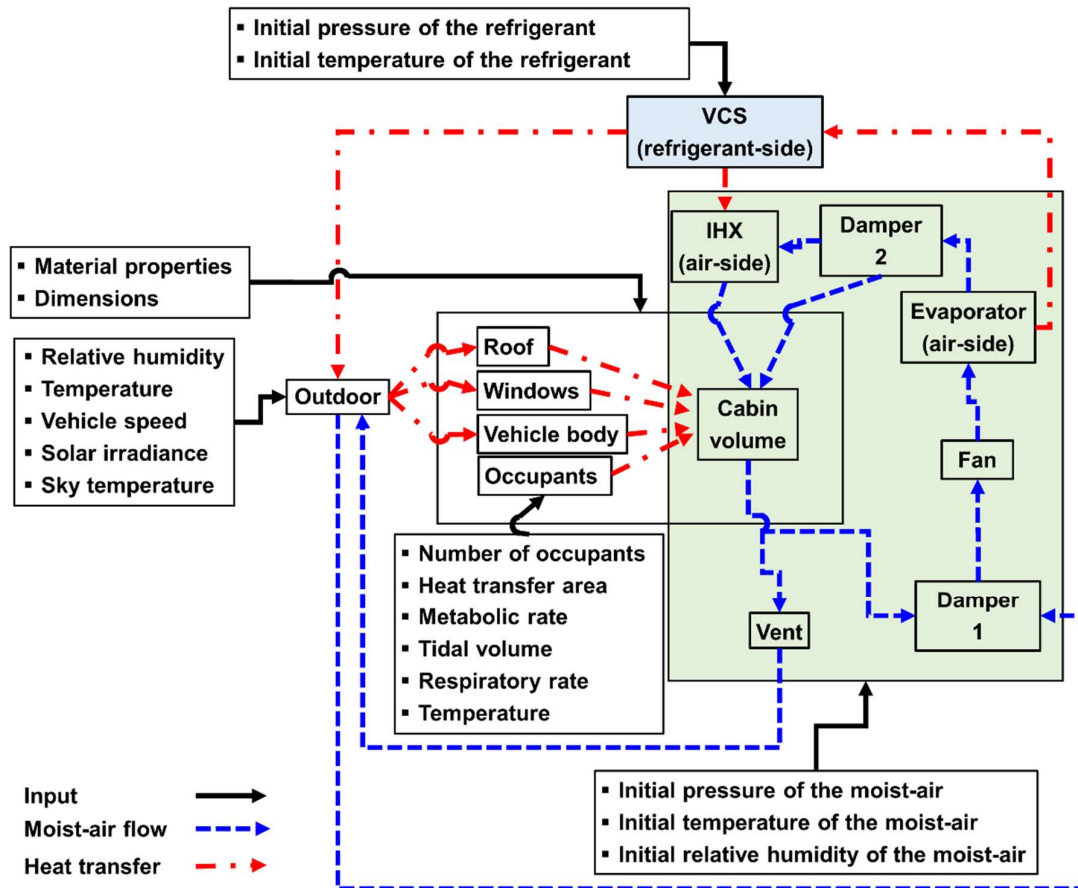 ▪ Initial pressure of the refrigerant
▪ Initial temperature of the refrigerant
VCS
(refrigerant-side)
IHX
(air-side)
Damper
2
▪ Material properties
▪ Dimensions
Evaporator
(air-side)
▪ Relative humidity
▪ Temperature
▪ Vehicle speed
▪ Solar irradiance
▪ Sky temperature
Outdoor
Roof
Windows
Vehicle body
Occupants
Cabin
volume
Fan
▪ Number of occupants
▪ Heat transfer area
▪ Metabolic rate
▪ Tidal volume
▪ Respiratory rate
▪ Temperature
Vent
Damper
1
▪ Initial pressure of the moist-air
▪ Initial temperature of the moist-air
▪ Initial relative humidity of the moist-air
Input
Moist-air flow
Heat transfer